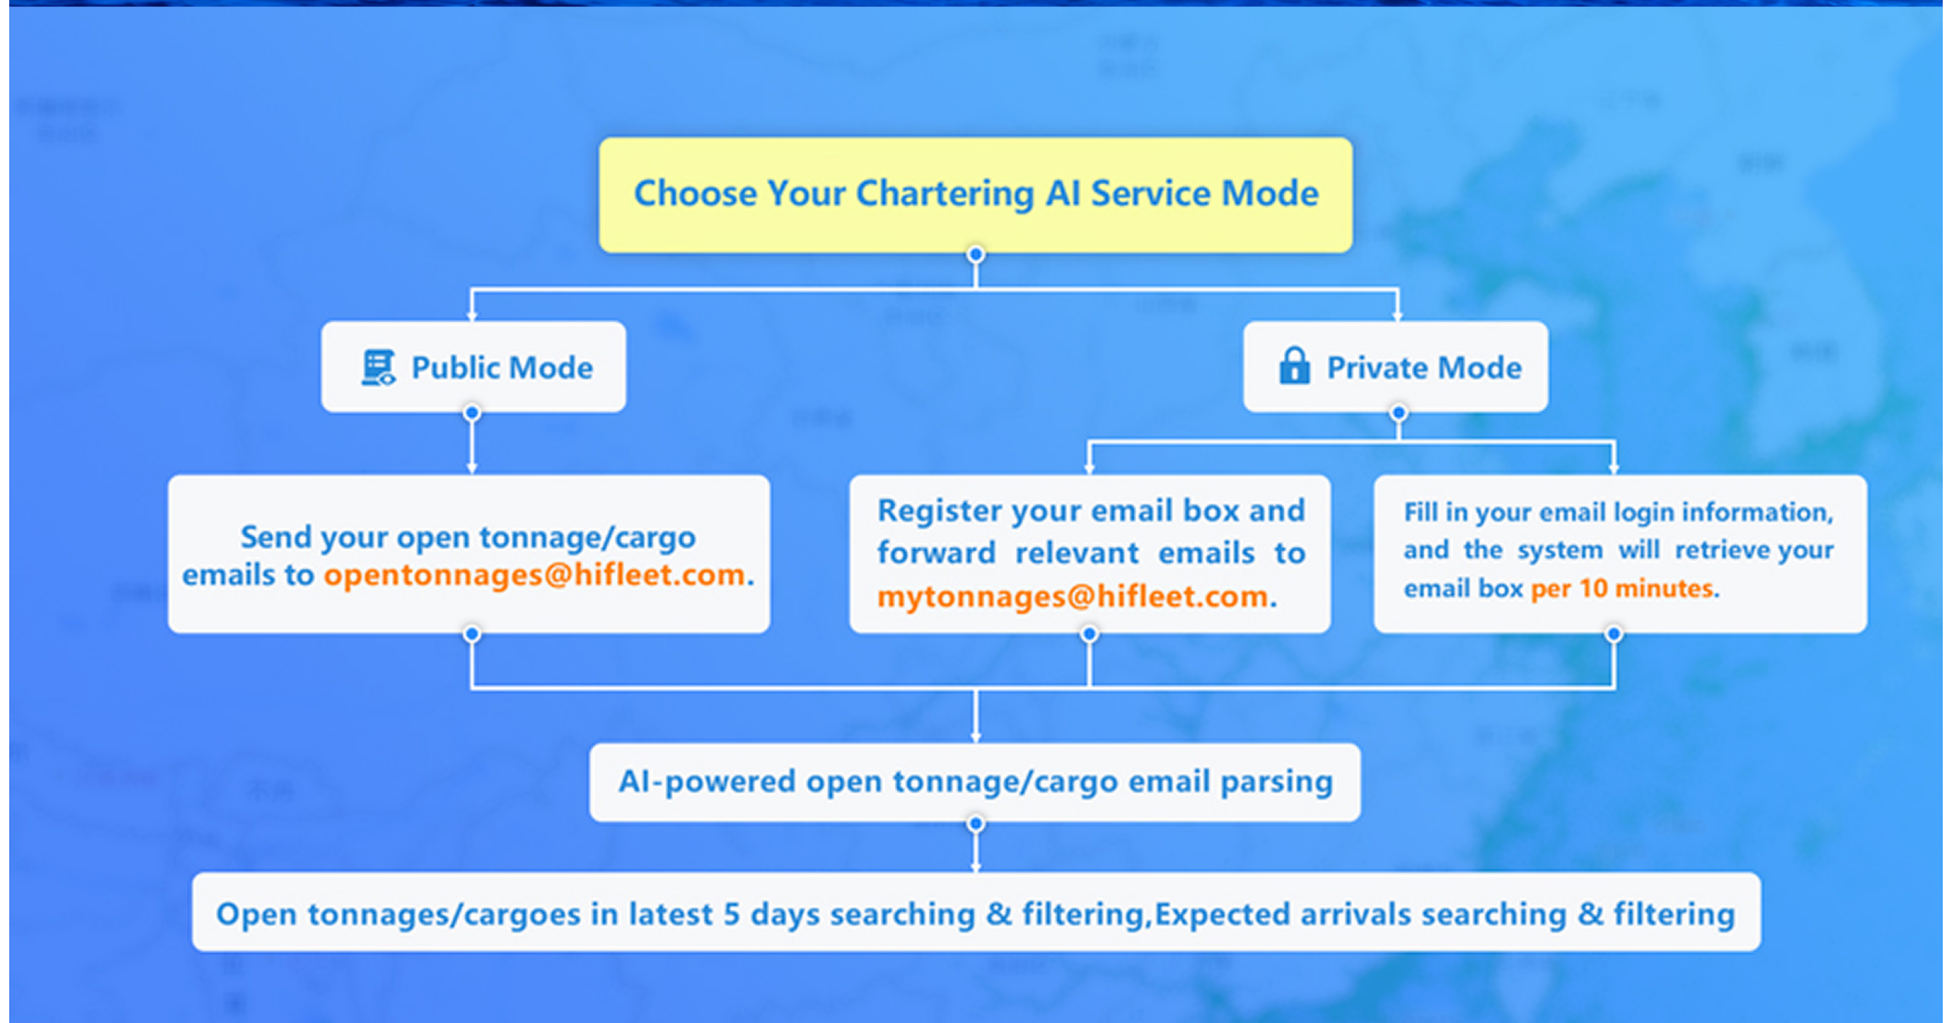 Choose Your Chartering AI Service Mode
Public Mode
Private Mode
Send your open tonnage/cargo
emails to opentonnages@hifleet.com.
Register your email box and
forward relevant emails to
mytonnages@hifleet.com.
Fill in your email login information,
and the system will retrieve your
email box per 10 minutes.
AI-powered open tonnage/cargo email parsing
Open tonnages/cargoes in latest 5 days searching & filtering,Expected arrivals searching & filtering